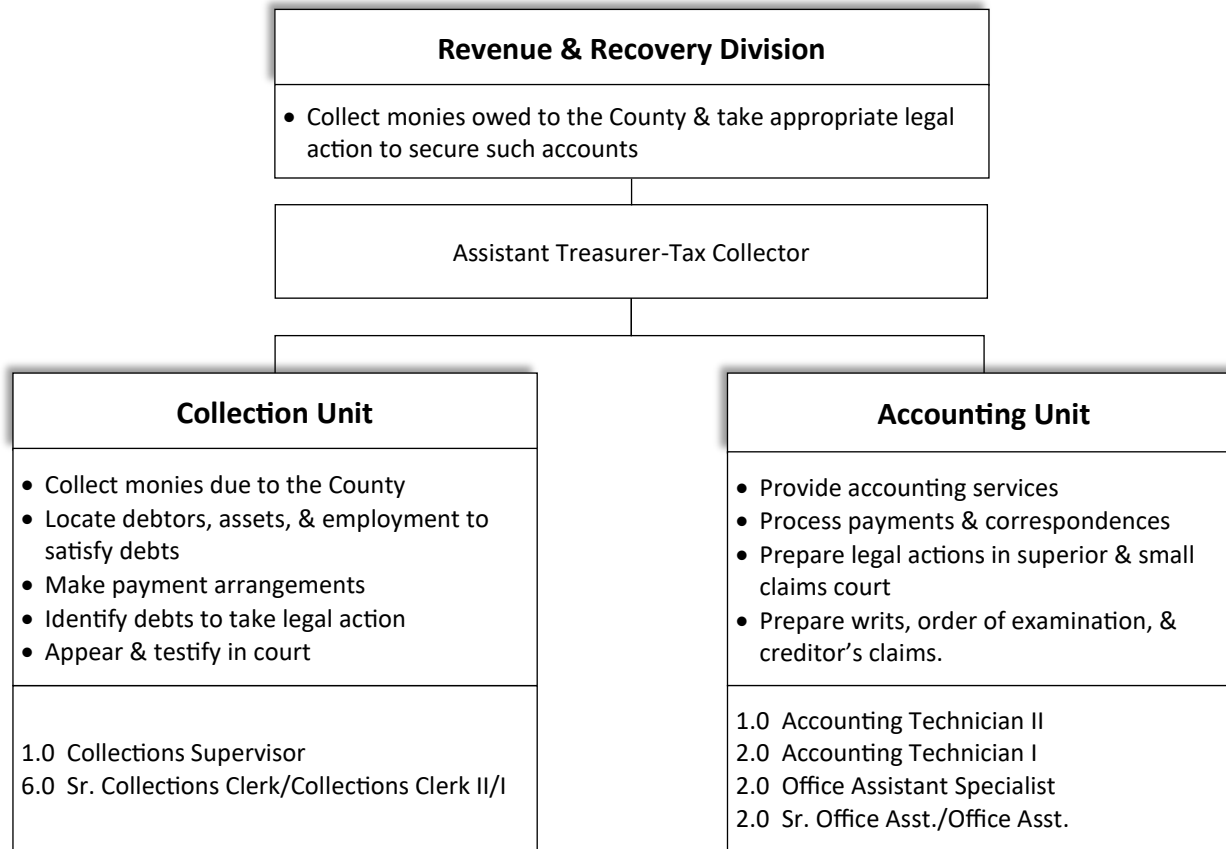 Revenue & Recovery Division
• Collect monies owed to the County & take appropriate legal
action to secure such accounts
Assistant Treasurer-Tax Collector
Collection Unit
• Collect monies due to the County
• Locate debtors, assets, & employment to
satisfy debts
• Make payment arrangements
• Identify debts to take legal action
• Appear & testify in court
1.0 Collections Supervisor
6.0 Sr. Collections Clerk/Collections Clerk II/I
Accounting Unit
• Provide accounting services
• Process payments & correspondences
• Prepare legal actions in superior & small
claims court
• Prepare writs, order of examination, &
creditor’s claims.
1.0 Accounting Technician II
2.0 Accounting Technician I
2.0 Office Assistant Specialist
2.0 Sr. Office Asst./Office Asst.